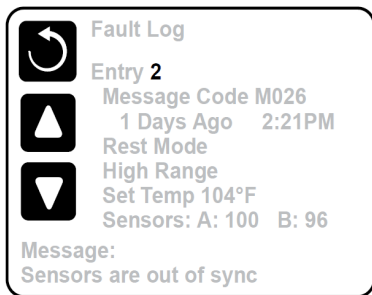 Fault Log
Entry 2
Message Code M026
1 Days Ago 2:21PM
Rest Mode
High Range
Set Temp 104°F
Sensors: A: 100 B: 96
Message:
Sensors are out of sync